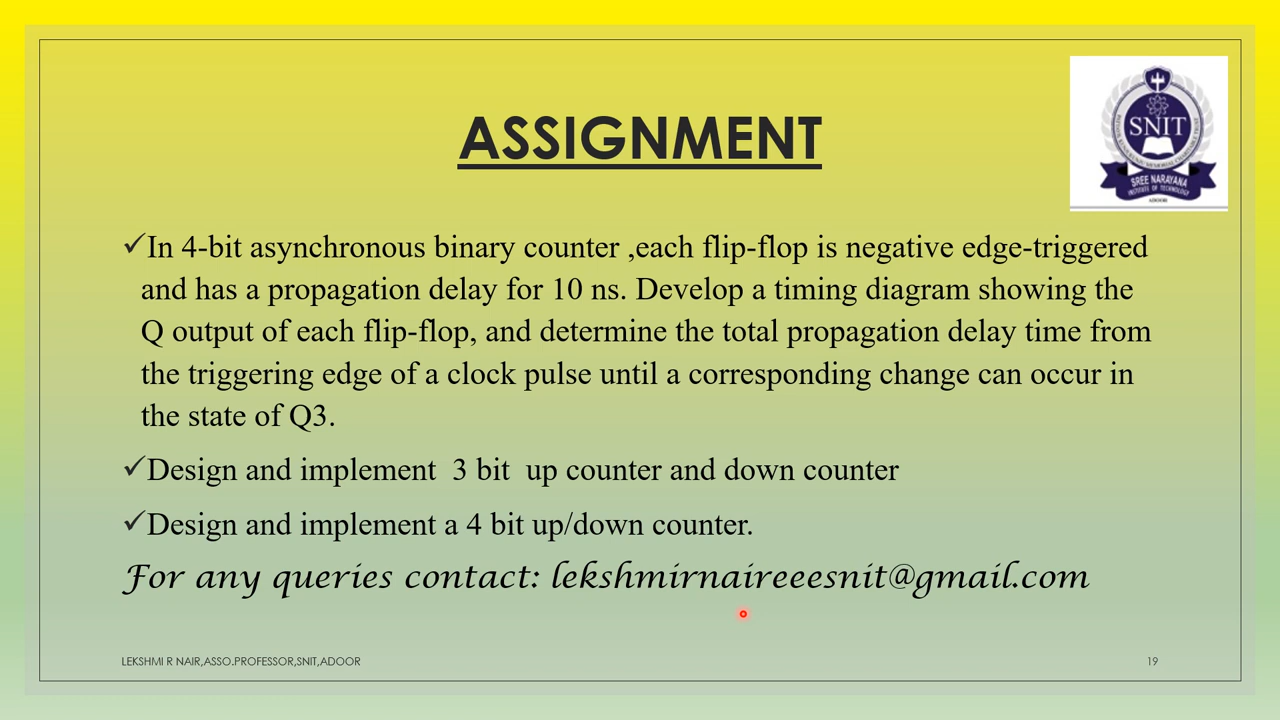 SNIT
SREE NARAYANA
INSTITUTE OF TECHNOLOGY
ADOOR
ASSIGNMENT
✓In 4-bit asynchronous binary counter ,each flip-flop is negative edge-triggered
and has a propagation delay for 10 ns. Develop a timing diagram showing the
Q output of each flip-flop, and determine the total propagation delay time from
the triggering edge of a clock pulse until a corresponding change can occur in
the state of Q3.
✓Design and implement 3 bit up counter and down counter
✓Design and implement a 4 bit up/down counter.
For any queries contact: lekshmirnaireeesnit@gmail.com
LEKSHMI R NAIR,ASSO.PROFESSOR,SNIT,ADOOR
19